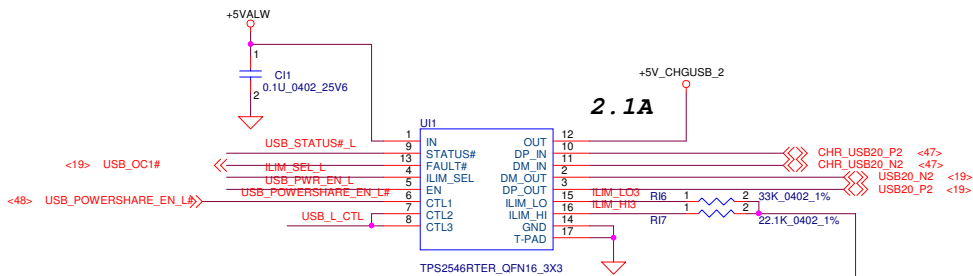 +5VALW
1
CI1
0.1U_0402_25V6
2
+5V_CHGUSB_2
2.1A
UI1
1 IN OUT 12
USB_STATUS#_L 9 STATUS# DP_IN 10 CHR_USB20_P2 <47>
<19> USB_OC1# 13 FAULT# DM_IN 11 CHR_USB20_N2 <47>
ILIM_SEL_L 4 ILIM_SEL DM_OUT 2 USB20_N2 <19>
USB_PWR_EN_L 5 EN DP_OUT 3 USB20_P2 <19>
<48> USB_POWERSHARE_EN_L# USB_POWERSHARE_EN_L# 6 CTL1 ILIM_LO 15 ILIM_LO3 1 RI6 2 33K_0402_1%
7 CTL2 ILIM_HI 16 ILIM_HI3 1 RI7 2 22.1K_0402_1%
USB_L_CTL 8 CTL3 GND 14
T-PAD 17
TPS2546RTER_QFN16_3X3